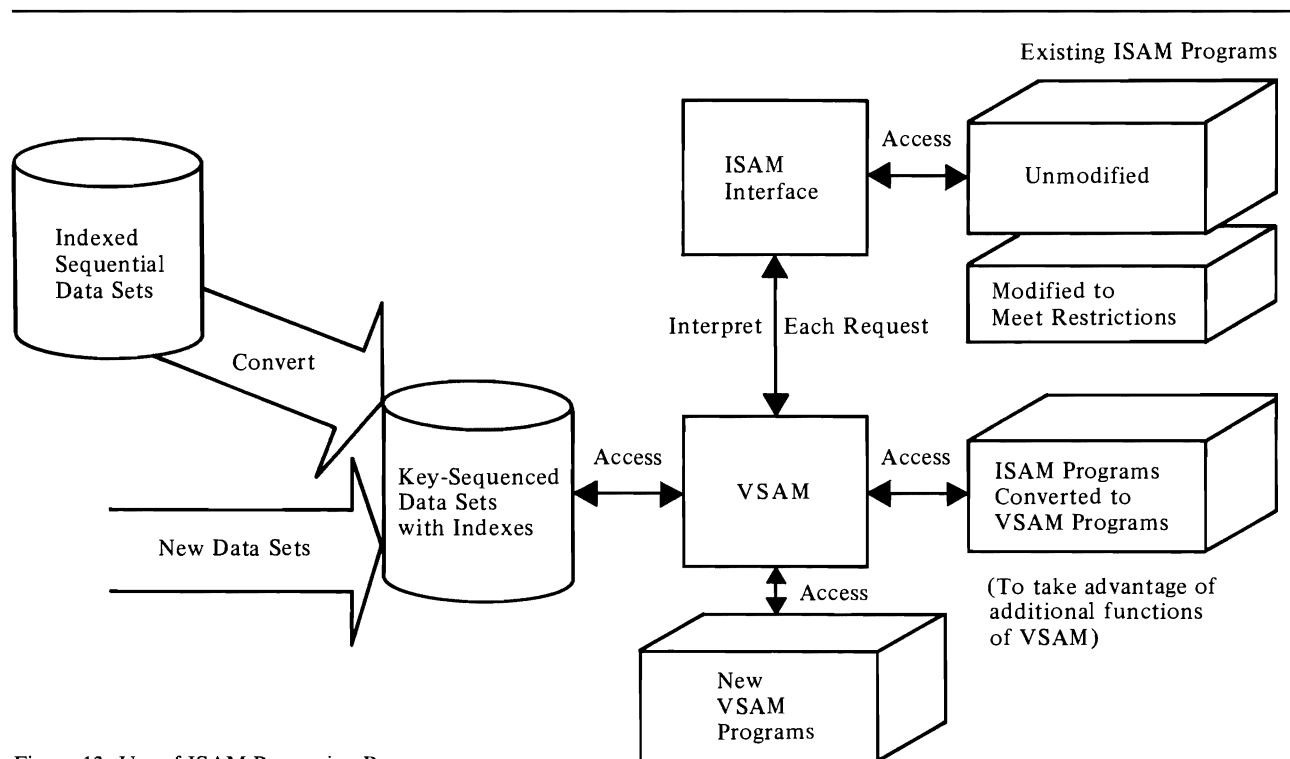 Existing ISAM Programs
Access
ISAM
Interface
Unmodified
Indexed
Sequential
Data Sets
Modified to
Meet Restrictions
Interpret Each Request
Convert
Key-Sequenced
Data Sets
with Indexes
Access
VSAM
Access
ISAM Programs
Converted to
VSAM Programs
New Data Sets
(To take advantage of
additional functions
of VSAM)
Access
New
VSAM
Programs
of ISAM